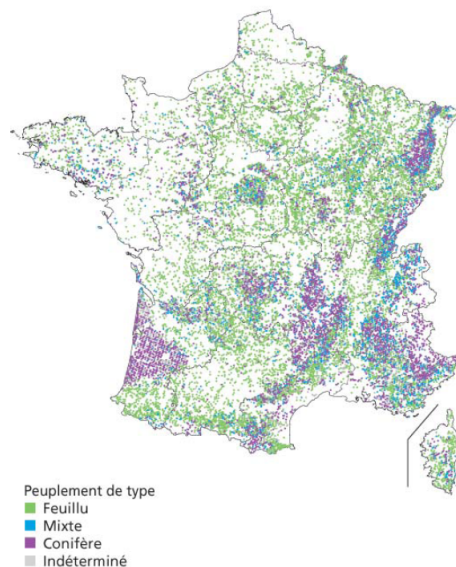 Peuplement de type
Feuillu
Mixte
Conifère
Indéterminé